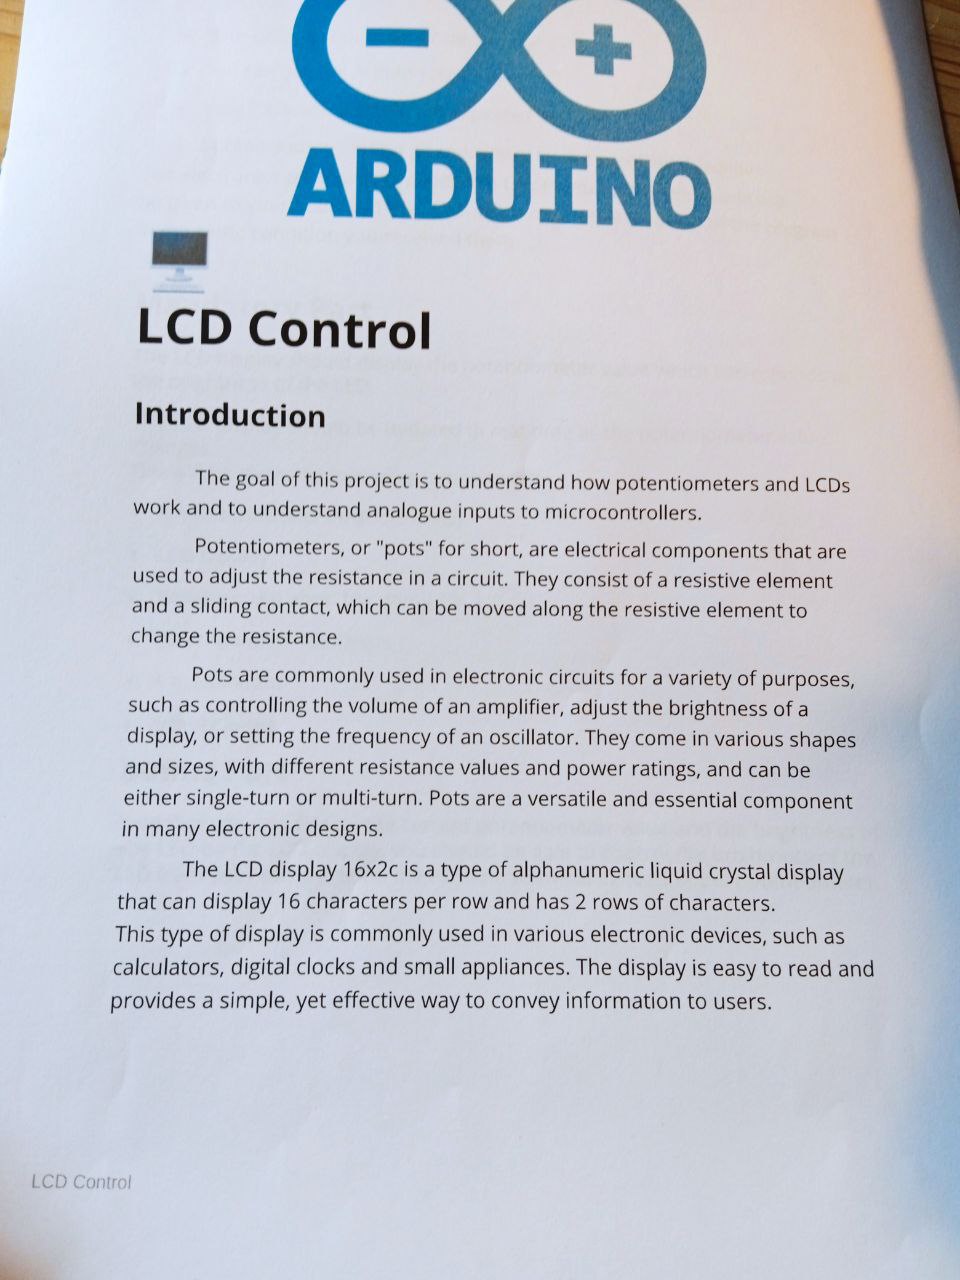 ARDUINO
LCD Control
Introduction
The goal of this project is to understand how potentiometers and LCDs
work and to understand analogue inputs to microcontrollers.
Potentiometers, or "pots" for short, are electrical components that are
used to adjust the resistance in a circuit. They consist of a resistive element
and a sliding contact, which can be moved along the resistive element to
change the resistance.
Pots are commonly used in electronic circuits for a variety of purposes,
such as controlling the volume of an amplifier, adjust the brightness of a
display, or setting the frequency of an oscillator. They come in various shapes
and sizes, with different resistance values and power ratings, and can be
either single-turn or multi-turn. Pots are a versatile and essential component
in many electronic designs.
The LCD display 16x2c is a type of alphanumeric liquid crystal display
that can display 16 characters per row and has 2 rows of characters.
This type of display is commonly used in various electronic devices, such as
calculators, digital clocks and small appliances. The display is easy to read and
provides a simple, yet effective way to convey information to users.
LCD Control